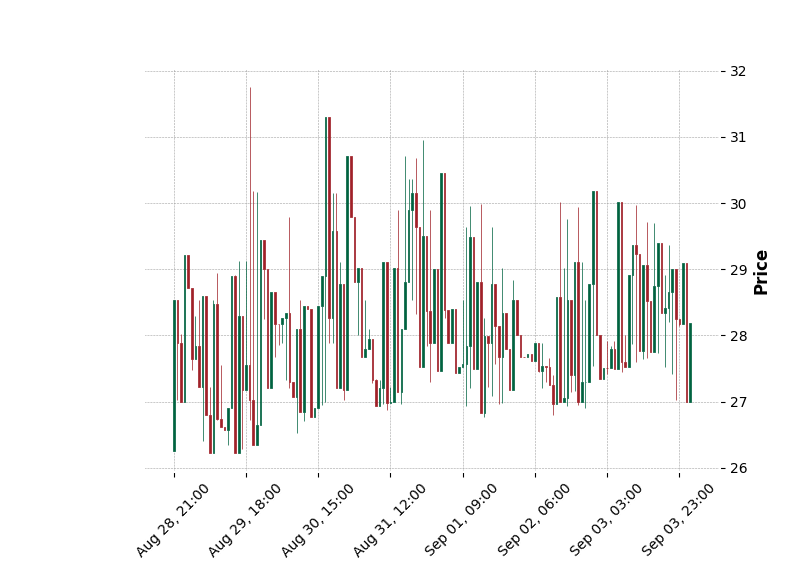 32
31
30
29
28
27
26
Price
Aug 28, 21:00
Aug 29, 18:00
Aug 30, 15:00
Aug 31, 12:00
Sep 01, 09:00
Sep 02, 06:00
Sep 03, 03:00
Sep 03, 23:00